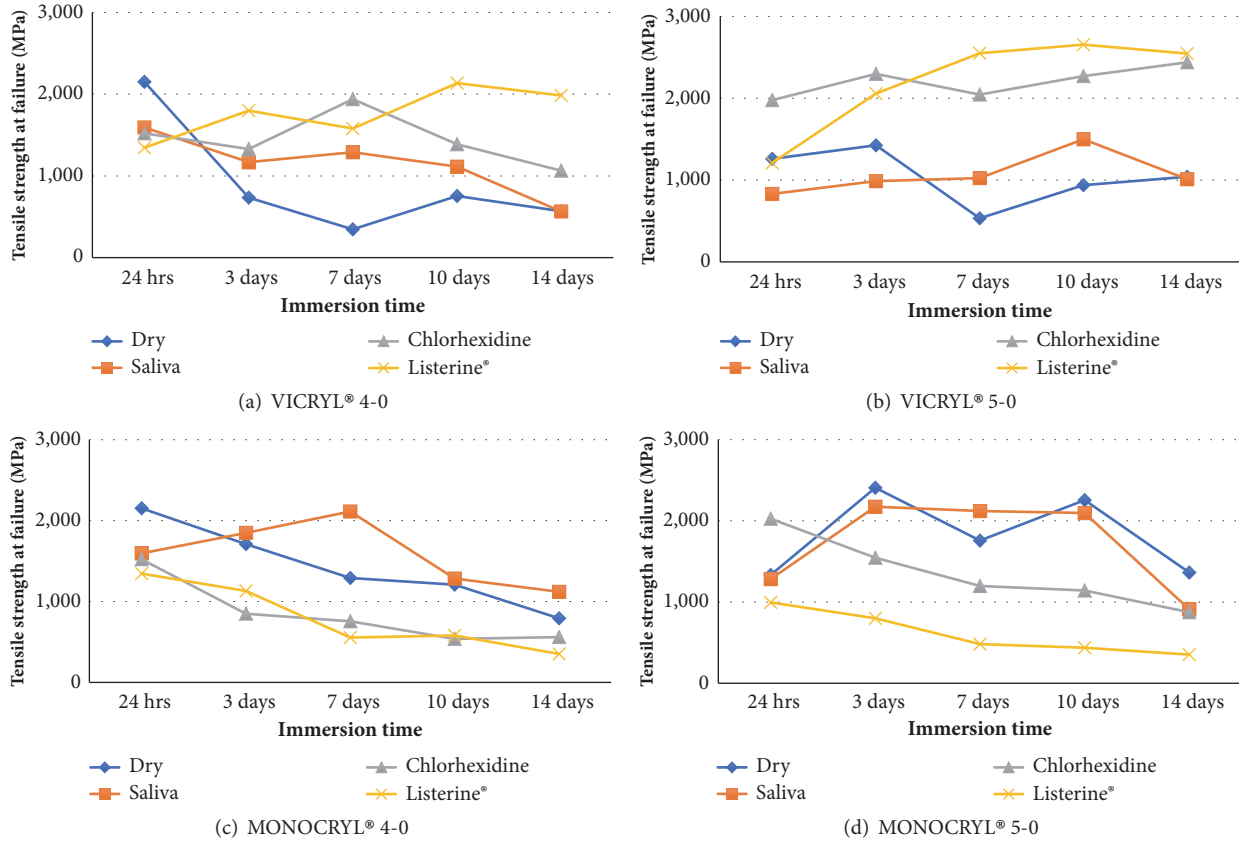 Tensile strength at failure (MPa)
3,000
2,000
1,000
0
24 hrs 3 days 7 days 10 days 14 days
Immersion time
Dry Chlorhexidine
Saliva Listerine®
(a) VICRYL® 4-0
Tensile strength at failure (MPa)
3,000
2,000
1,000
0
24 hrs 3 days 7 days 10 days 14 days
Immersion time
Dry Chlorhexidine
Saliva Listerine®
(b) VICRYL® 5-0
Tensile strength at failure (MPa)
3,000
2,000
1,000
0
24 hrs 3 days 7 days 10 days 14 days
Immersion time
Dry Chlorhexidine
Saliva Listerine®
(c) MONOCRYL® 4-0
Tensile strength at failure (MPa)
3,000
2,000
1,000
0
24 hrs 3 days 7 days 10 days 14 days
Immersion time
Dry Chlorhexidine
Saliva Listerine®
(d) MONOCRYL® 5-0